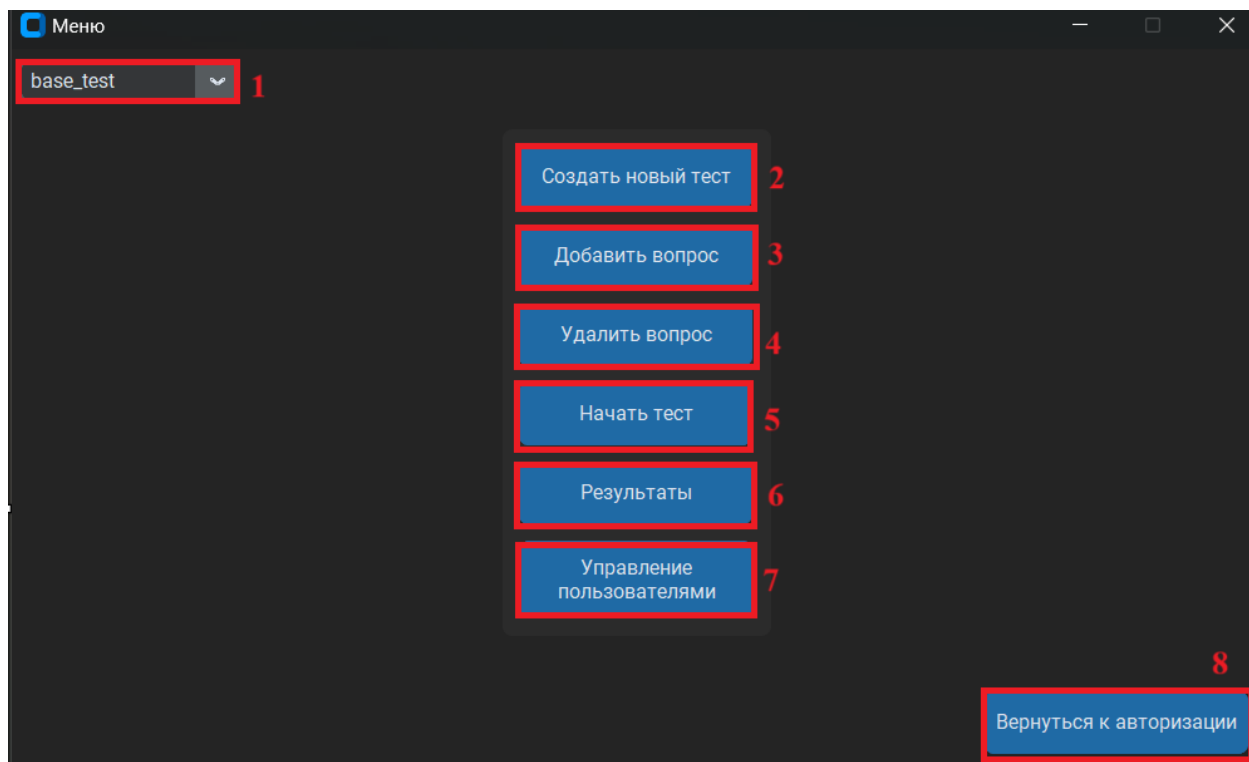 Меню
base_test
1
Создать новый тест 2
Добавить вопрос 3
Удалить вопрос 4
Начать тест 5
Результаты 6
Управление
пользователями 7
8
Вернуться к авторизации